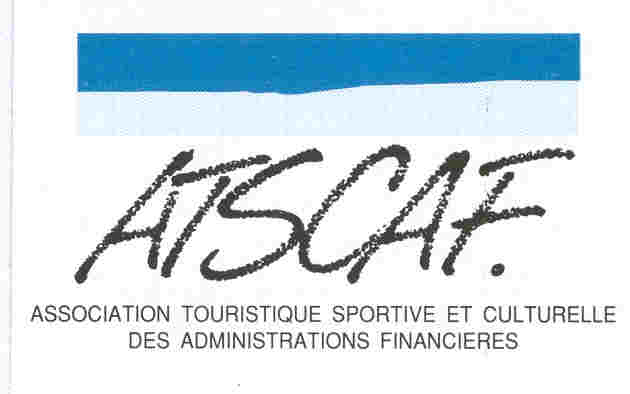 ATSCAF.
ASSOCIATION TOURISTIQUE SPORTIVE ET CULTURELLE
DES ADMINISTRATIONS FINANCIERES